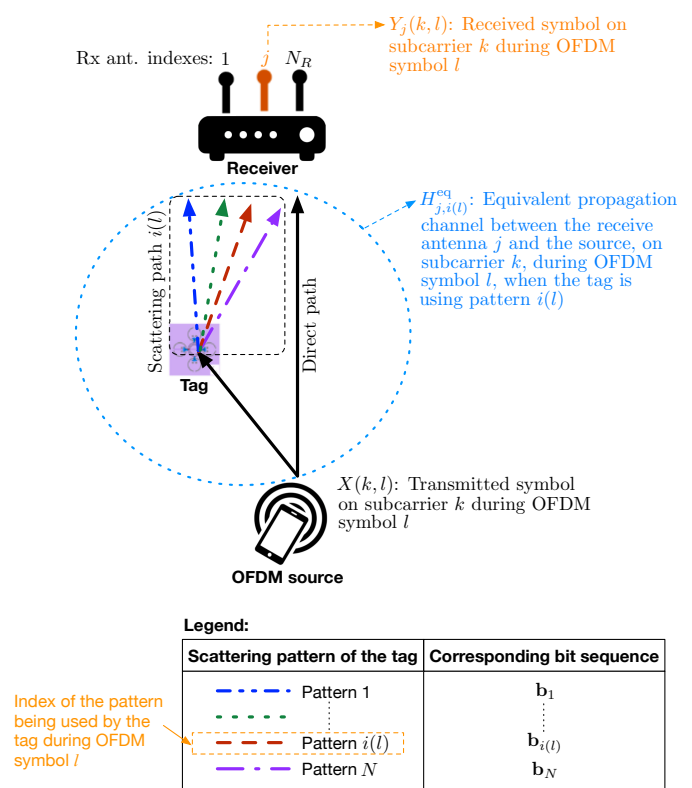 Y_j(k, l): Received symbol on
subcarrier k during OFDM
symbol l
Rx ant. indexes: 1 j N_R
Receiver
H^{eq}_{j,i(l)}: Equivalent propagation
channel between the receive
antenna j and the source, on
subcarrier k, during OFDM
symbol l, when the tag is
using pattern i(l)
Scattering path i(l)
Direct path
Tag
X(k, l): Transmitted symbol
on subcarrier k during OFDM
symbol l
OFDM source
Legend:
Scattering pattern of the tag Corresponding bit sequence
Pattern 1 b_1
Index of the pattern
being used by the
tag during OFDM
symbol l
Pattern i(l) b_{i(l)}
Pattern N b_N